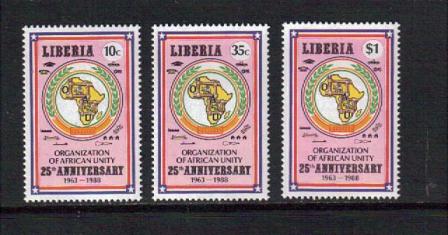 LIBERIA 10c
ORGANIZATION
OF AFRICAN UNITY
25th ANNIVERSARY
1963-1988
LIBERIA 35c
ORGANIZATION
OF AFRICAN UNITY
25th ANNIVERSARY
1963-1988
LIBERIA $1
ORGANIZATION
OF AFRICAN UNITY
25th ANNIVERSARY
1963-1988